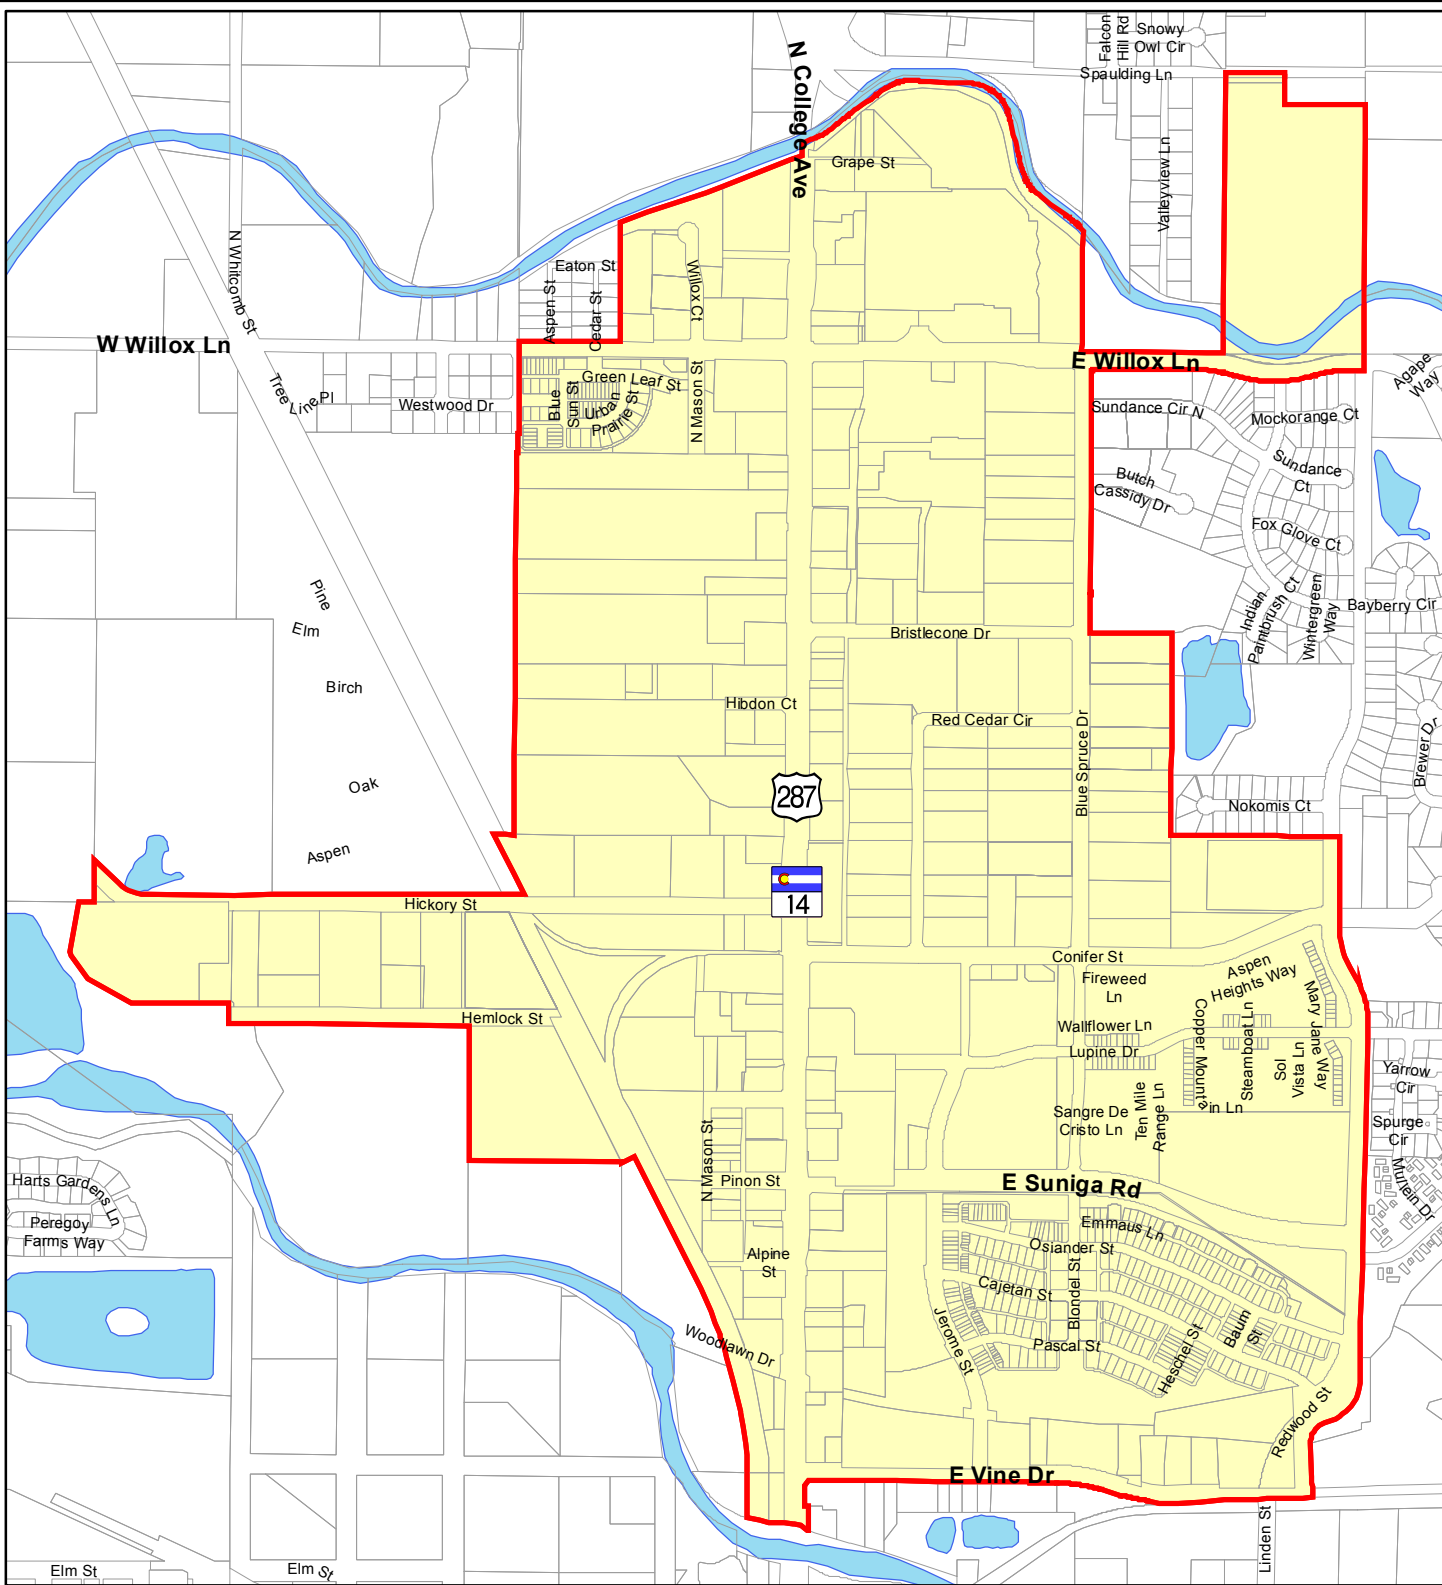 Falcon
Hill Rd
Snowy
Owl Cir
Spaulding Ln
N College Ave
Grape St
Valleyview Ln
N Whitcomb St
Eaton St
Aspen St
Cedar St
Willox Ct
W Willox Ln
E Willox Ln
Tree
Line Pl
Westwood Dr
Green Leaf St
Blue
Sun St
Urban
Prairie St
N Mason St
Agape
Way
Sundance Cir N
Mockorange Ct
Sundance
Ct
Butch
Cassidy Dr
Fox Glove Ct
Indian
Paintbrush Ct
Wintergreen
Way
Bayberry Cir
Pine
Elm
Birch
Oak
Aspen
Bristlecone Dr
Hibdon Ct
Red Cedar Cir
Blue Spruce Dr
Brewer Dr
287
Nokomis Ct
14
Hickory St
Conifer St
Fireweed
Ln
Aspen
Heights Way
Mary Jane Way
Hemlock St
Wallflower Ln
Lupine Dr
Copper Mountain Ln
Steamboat Ln
Sol
Vista Ln
Yarrow
Cir
Sangre De
Cristo Ln
Ten Mile
Range Ln
Spurge
Cir
N Mason St
Mullein Dr
Pinon St
E Suniga Rd
Harts Gardens Ln
Peregoy
Farms Way
Emmaus Ln
Osiander St
Alpine
St
Cajetan St
Blondel St
Jerome St
Pascal St
Heschel St
Baum
St
Woodlawn Dr
Redwood St
E Vine Dr
Linden St
Elm St
Elm St